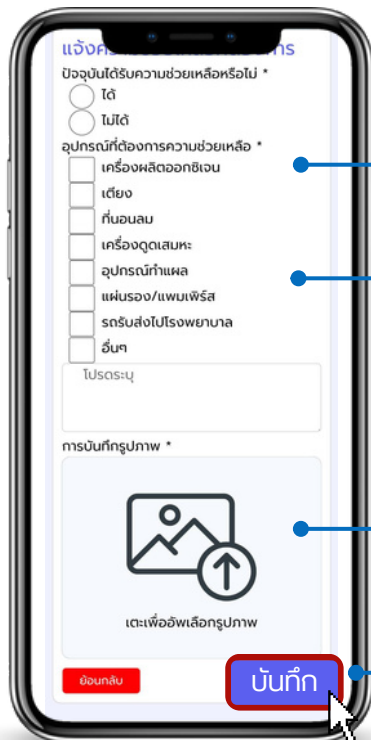 ปัจจุบันได้รับความช่วยเหลือหรือไม่ *
ได้
ไม่ได้
อุปกรณ์ที่ต้องการความช่วยเหลือ *
เครื่องผลิตออกซิเจน
เตียง
ที่นอนลม
เครื่องดูดเสมหะ
อุปกรณ์ทำแผล
แผ่นรอง/แพมเพิร์ส
รถรับส่งไปโรงพยาบาล
อื่นๆ
โปรดระบุ
การบันทึกรูปภาพ *
เตะเพื่ออัพเลือกรูปภาพ
ย้อนกลับ
บันทึก